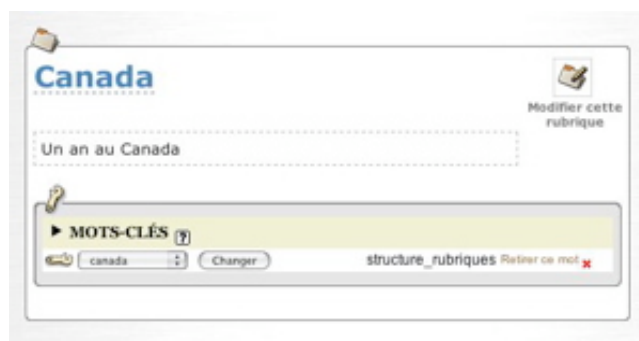 Canada
Modifier cette
rubrique
Un an au Canada
MOTS-CLÉS ?
canada Changer structure_rubriques Retirer ce mot